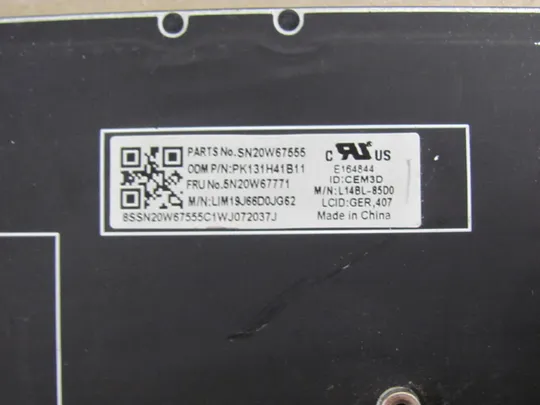 PARTS No.SN20W67555
ODM P/N:PK131H41B11
FRU No.5N20W67771
M/N:LIM19J66D0JG62
8SSN20W67555C1WJ072037J
C RU US
E164844
ID:CEM3D
M/N:L14BL-85D0
LCID:GER,407
Made in China